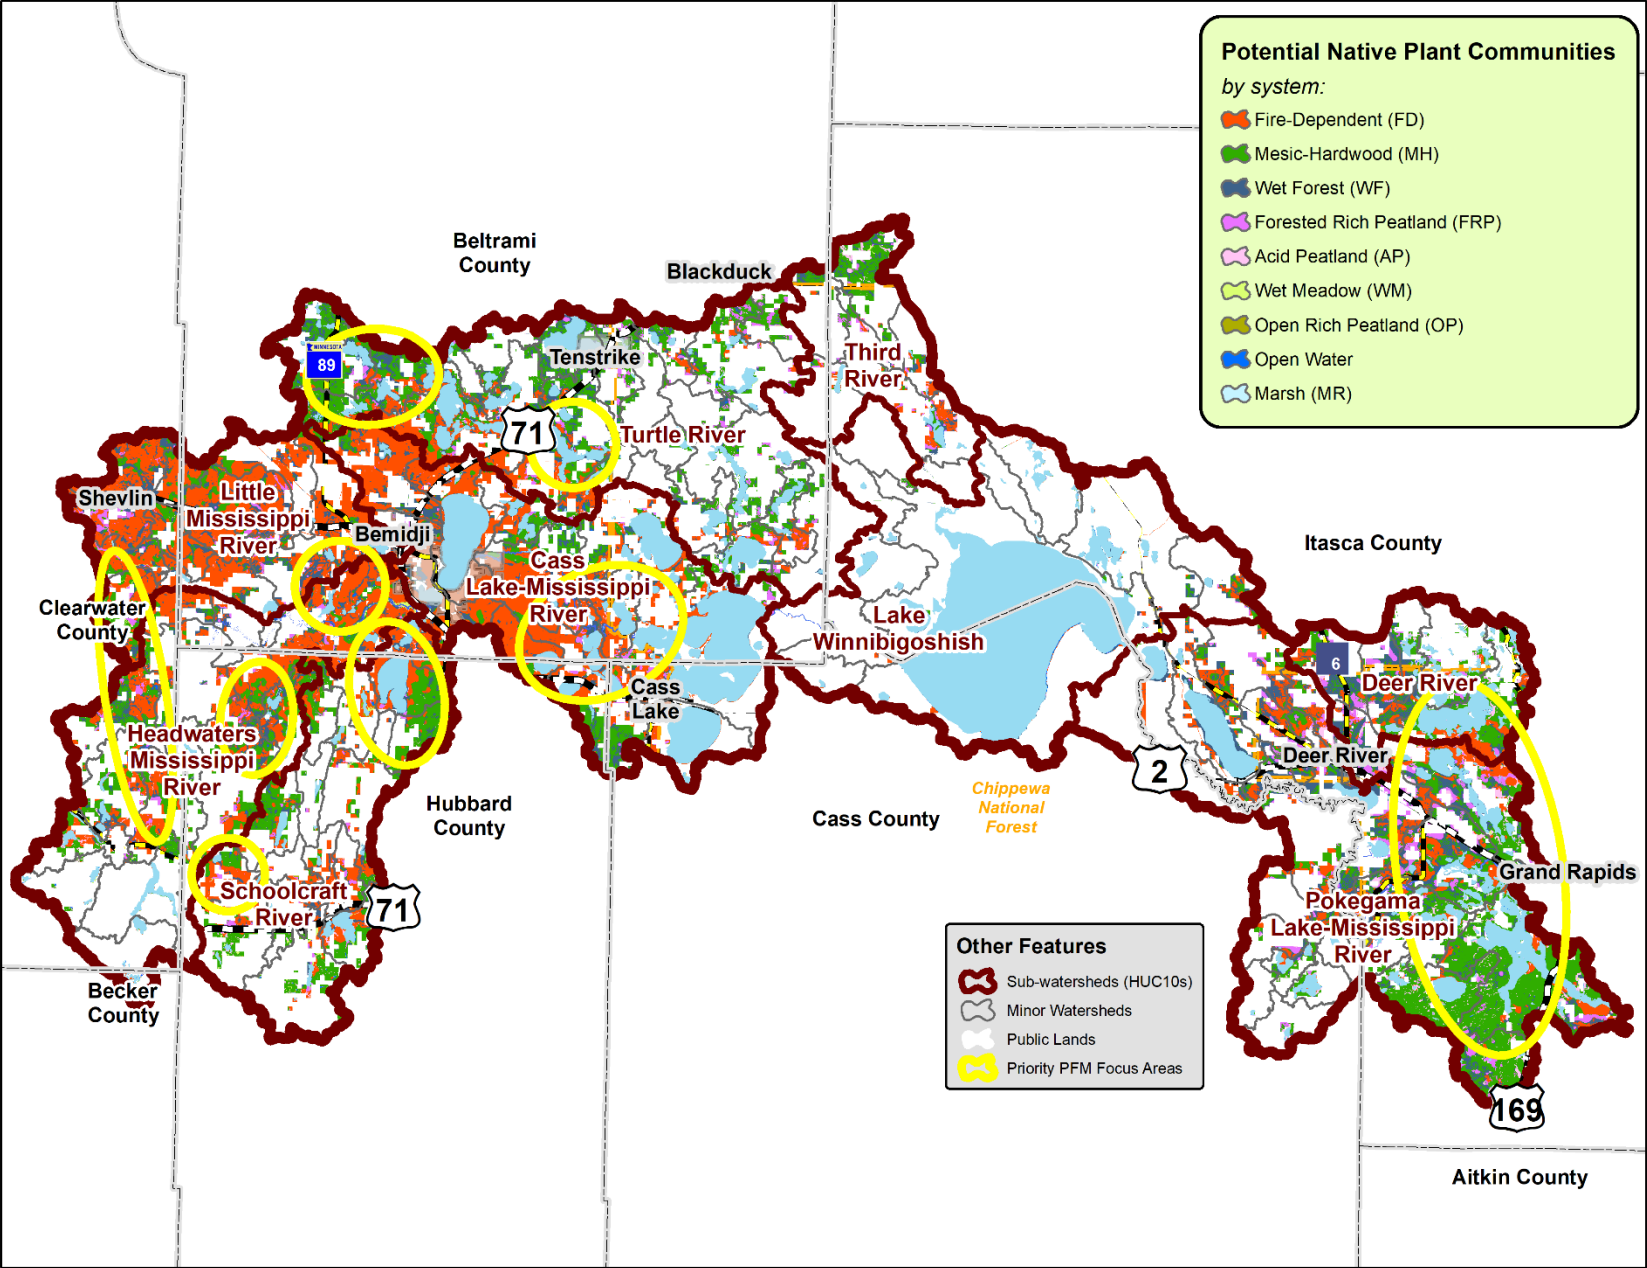 Potential Native Plant Communities
by system:
Fire-Dependent (FD)
Mesic-Hardwood (MH)
Wet Forest (WF)
Forested Rich Peatland (FRP)
Acid Peatland (AP)
Wet Meadow (WM)
Open Rich Peatland (OP)
Open Water
Marsh (MR)
Beltrami
County
Blackduck
MINNESOTA
89
Tenstrike
Third
River
71
Turtle River
Shevlin
Little
Mississippi
River
Bemidji
Itasca County
Cass
Lake-Mississippi
River
Clearwater
County
Lake
Winnibigoshish
6
Deer River
Cass
Lake
Headwaters
Mississippi
River
Deer River
2
Chippewa
National
Forest
Hubbard
County
Cass County
Grand Rapids
Schoolcraft
River
71
Pokegama
Lake-Mississippi
River
Other Features
Sub-watersheds (HUC10s)
Minor Watersheds
Public Lands
Priority PFM Focus Areas
Becker
County
169
Aitkin County